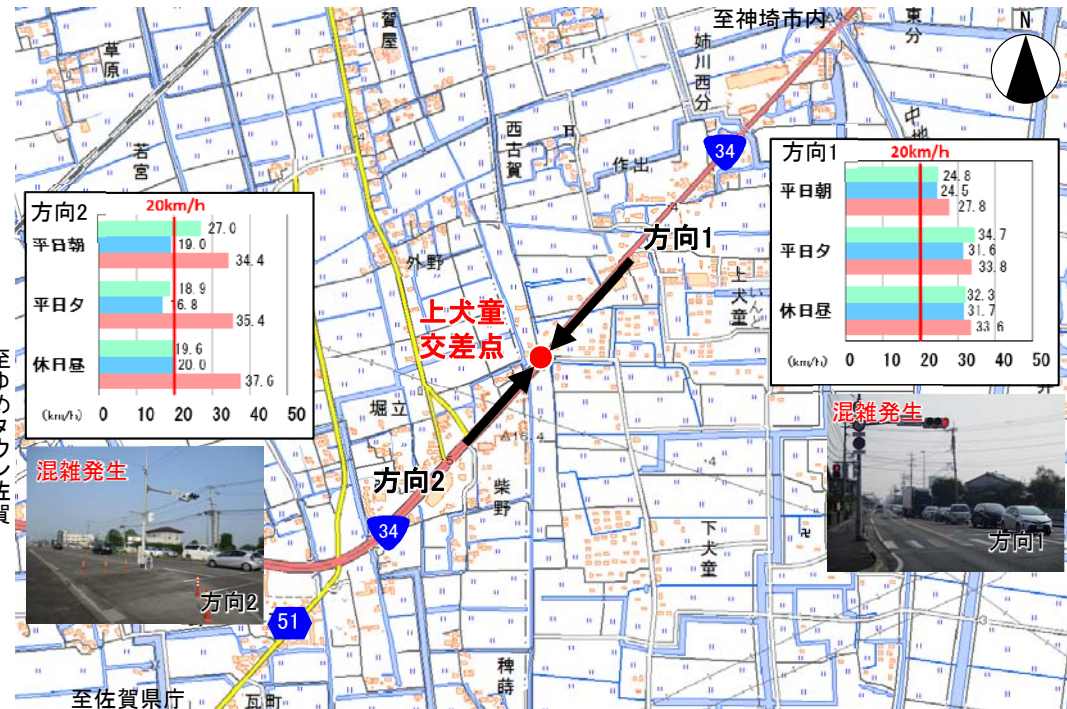 至神埼市内
東分
N
賀屋
草原
姉川西分
34
中地
西古賀
作出
若宮
方向1
20km/h
平日朝
24.8
24.5
27.8
平日夕
34.7
31.6
33.8
休日昼
32.3
31.7
33.6
(km/h)
0 10 20 30 40 50
方向2
20km/h
平日朝
27.0
19.0
34.4
平日夕
18.9
16.8
35.4
休日昼
19.6
20.0
37.6
(km/h)
0 10 20 30 40 50
外野
方向1
上犬童
いんど
上犬童
交差点
堀立
方向2
34
柴野
下犬童
至ゆめタウン佐賀
混雑発生
方向2
混雑発生
方向1
51
稗蒔
至佐賀県庁
瓦町